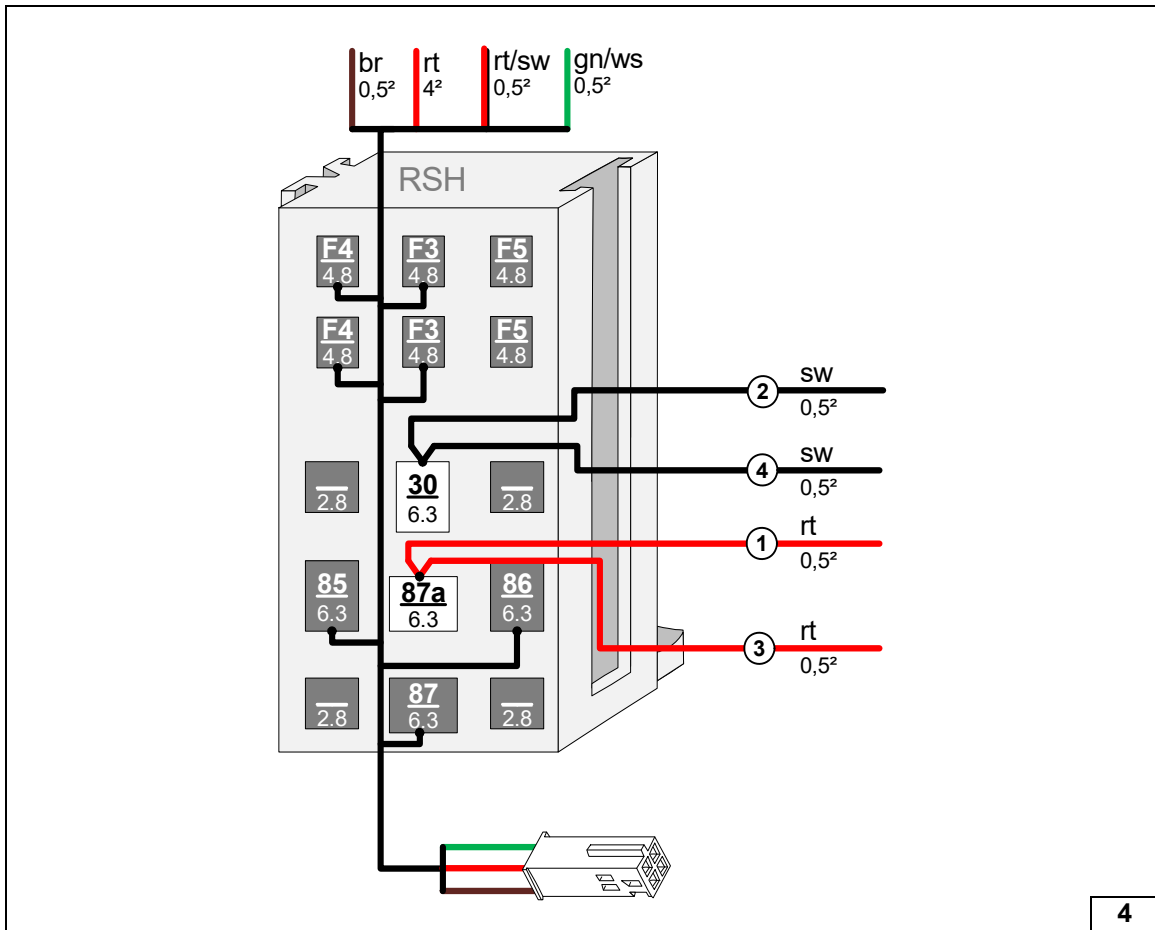 br rt rt/sw gn/ws
0,5² 4² 0,5² 0,5²
RSH
F4 F3 F5
4.8 4.8 4.8
F4 F3 F5
4.8 4.8 4.8
2 sw
0,5²
4 sw
0,5²
30
2.8 6.3 2.8
1 rt
0,5²
85 87a 86
6.3 6.3 6.3
3 rt
0,5²
87
2.8 6.3 2.8
4